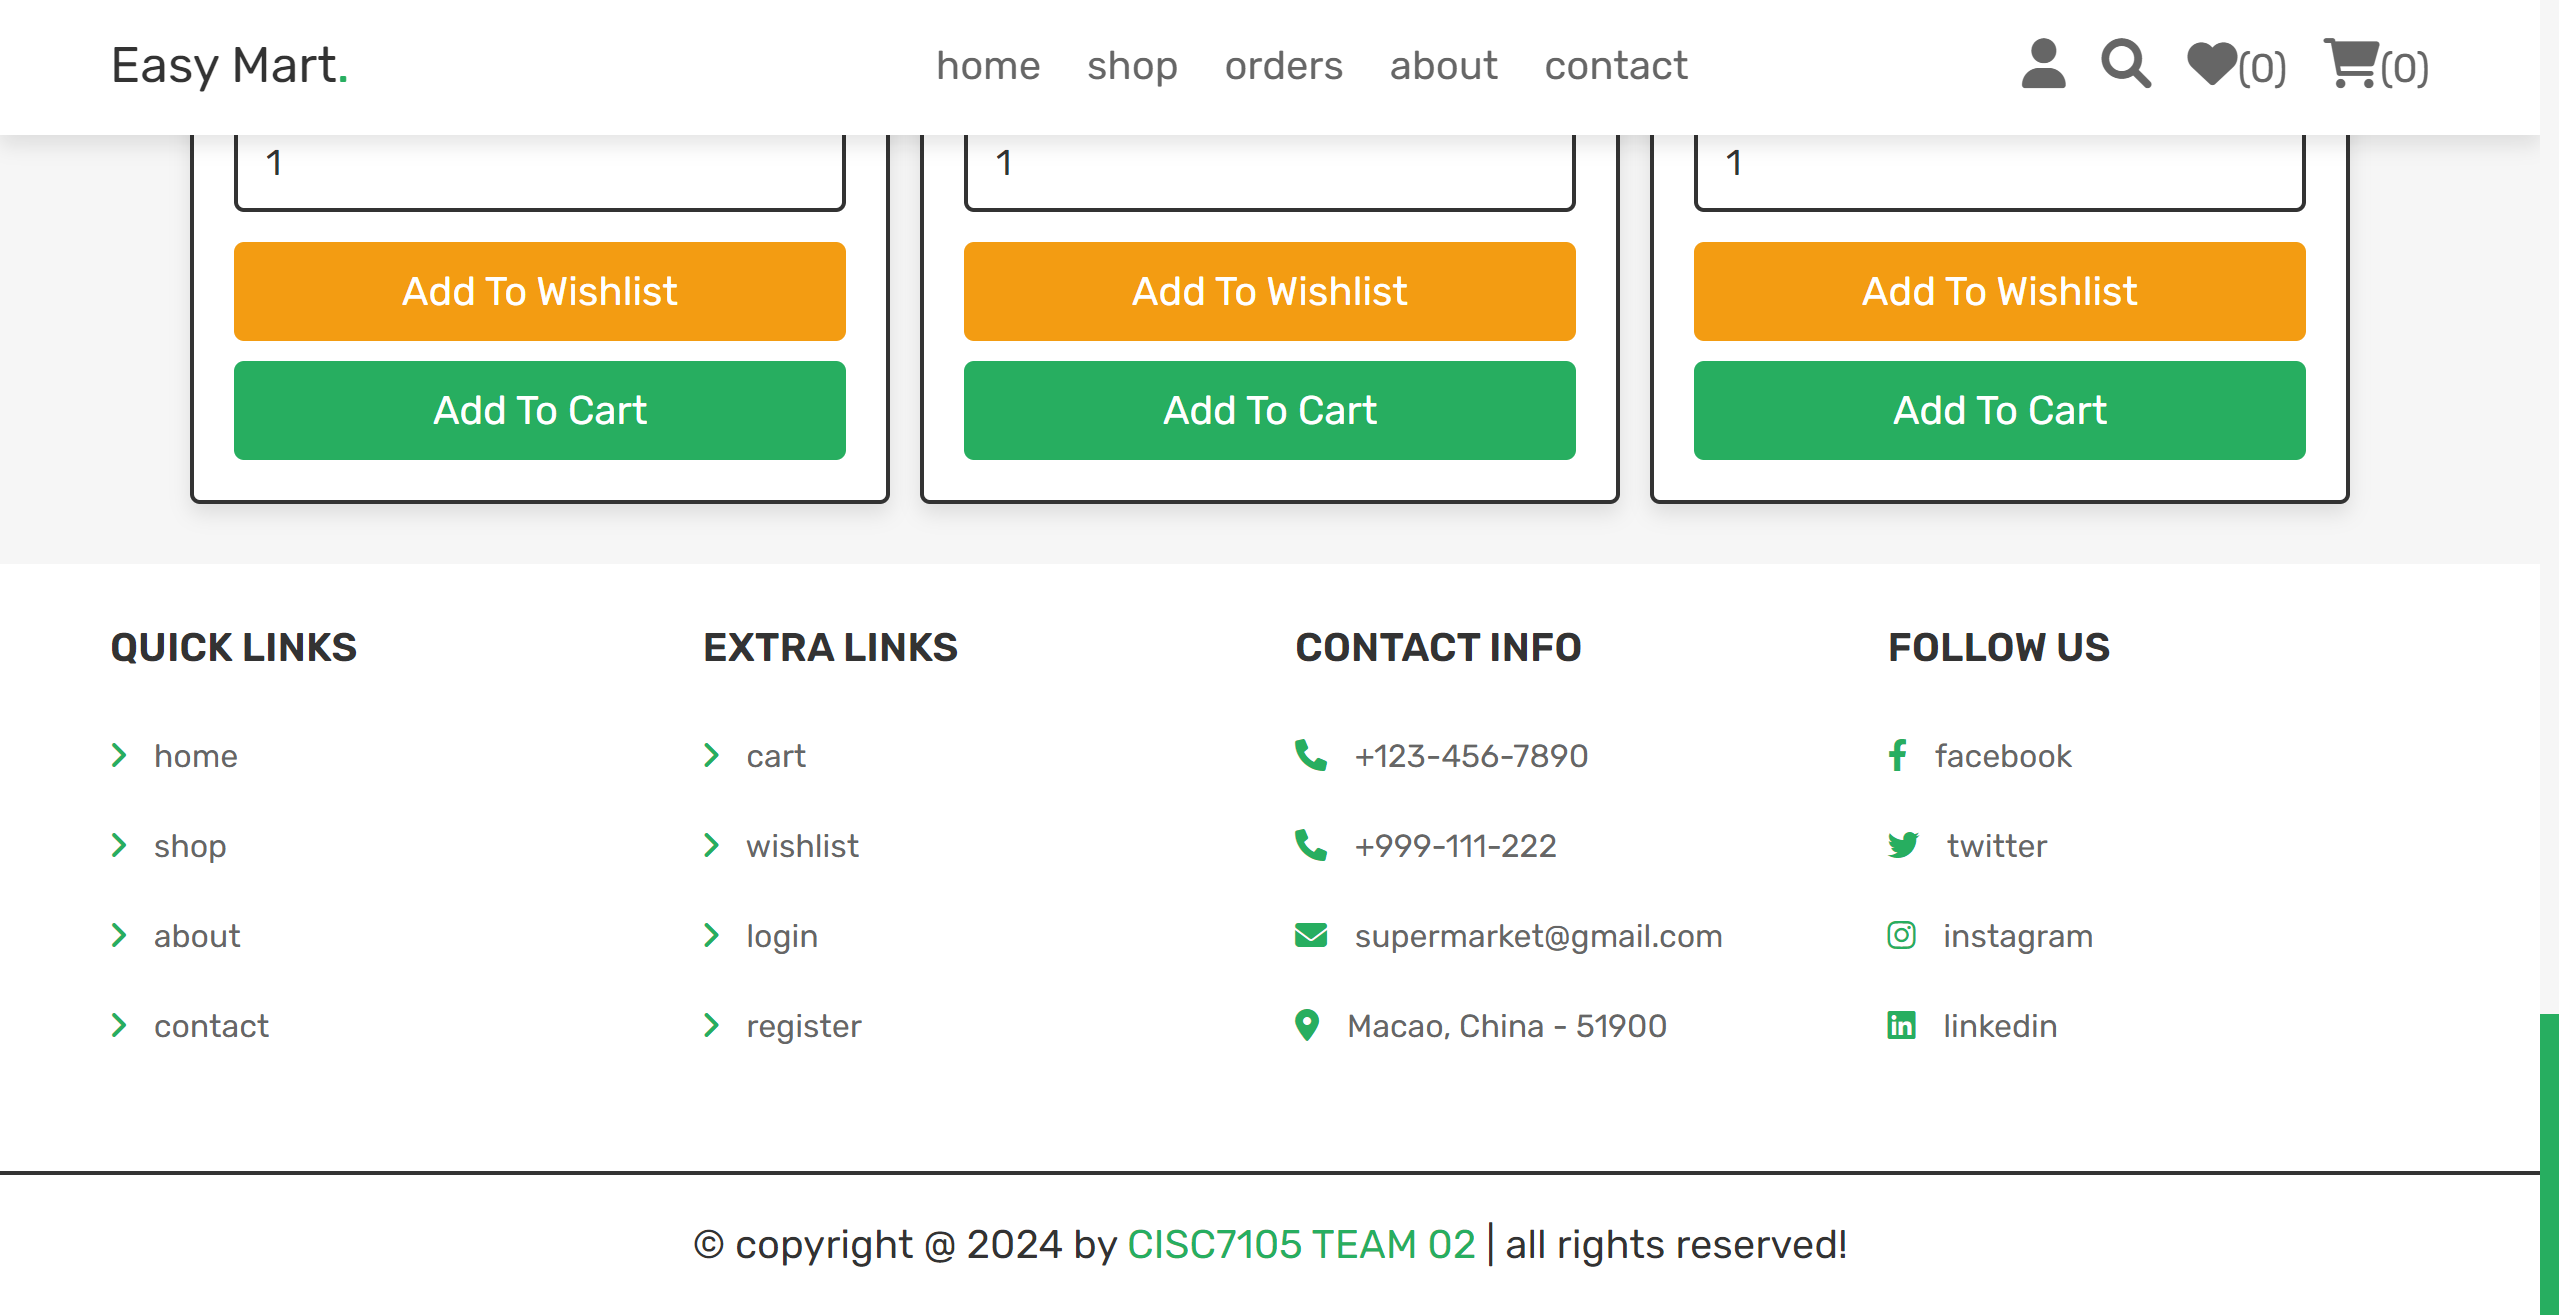 Easy Mart.
home shop orders about contact
(0) (0)
1 1 1
Add To Wishlist Add To Wishlist Add To Wishlist
Add To Cart Add To Cart Add To Cart
QUICK LINKS
home
shop
about
contact
EXTRA LINKS
cart
wishlist
login
register
CONTACT INFO
+123-456-7890
+999-111-222
supermarket@gmail.com
Macao, China - 51900
FOLLOW US
facebook
twitter
instagram
linkedin
© copyright @ 2024 by CISC7105 TEAM 02 | all rights reserved!